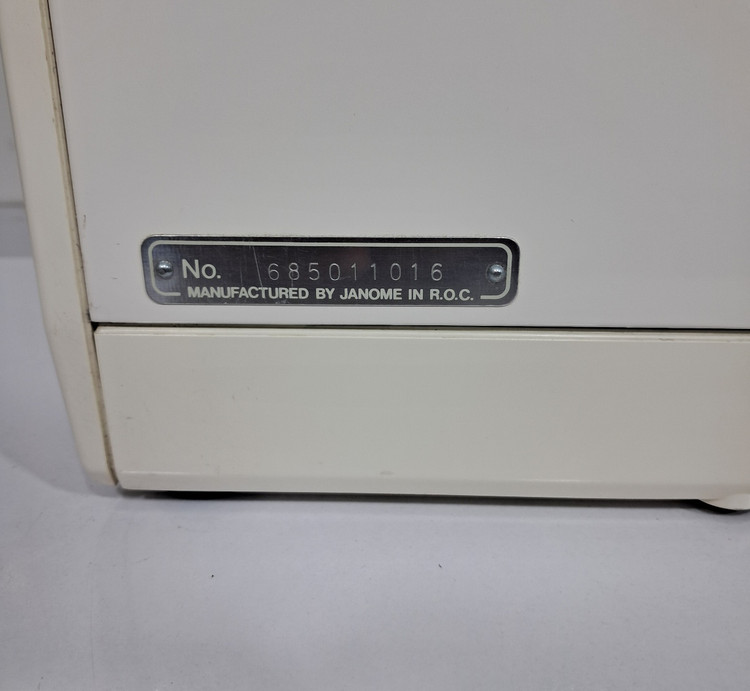 No. 685011016
MANUFACTURED BY JANOME IN R.O.C.